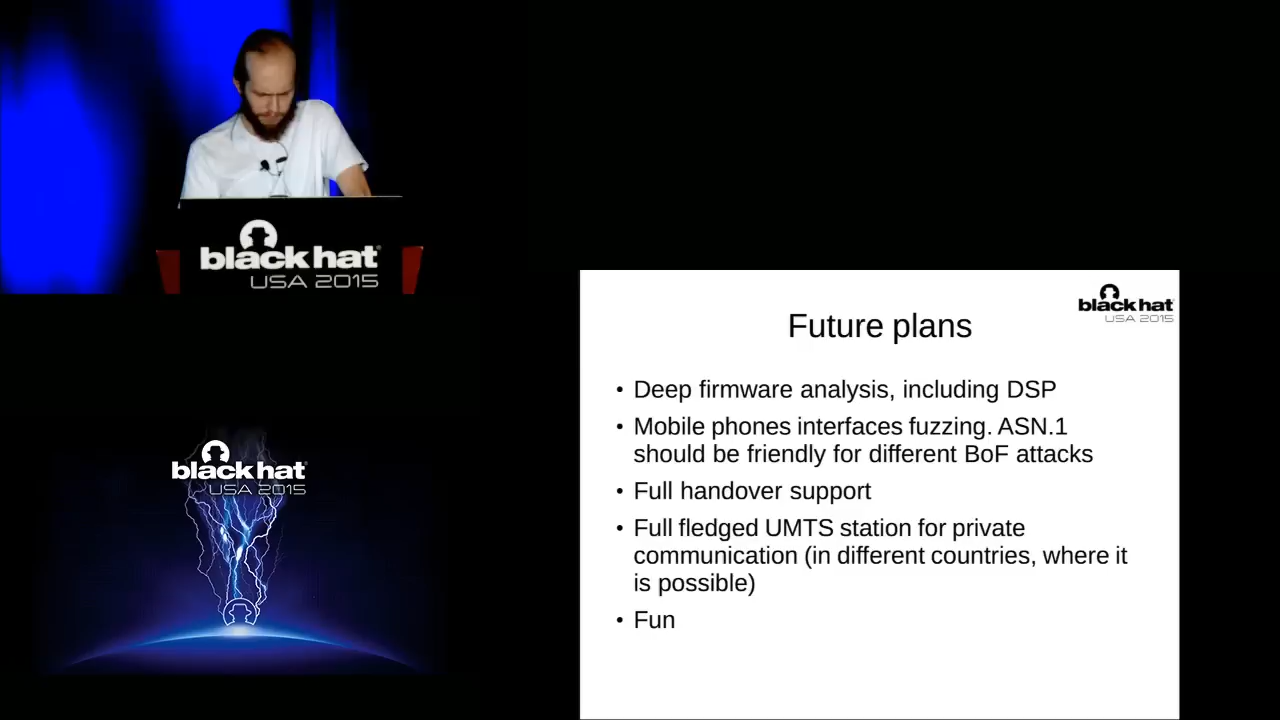 black hat
USA 2015
black hat
USA 2015
Future plans
• Deep firmware analysis, including DSP
• Mobile phones interfaces fuzzing. ASN.1
should be friendly for different BoF attacks
• Full handover support
• Full fledged UMTS station for private
communication (in different countries, where it
is possible)
• Fun
black hat
USA 2015